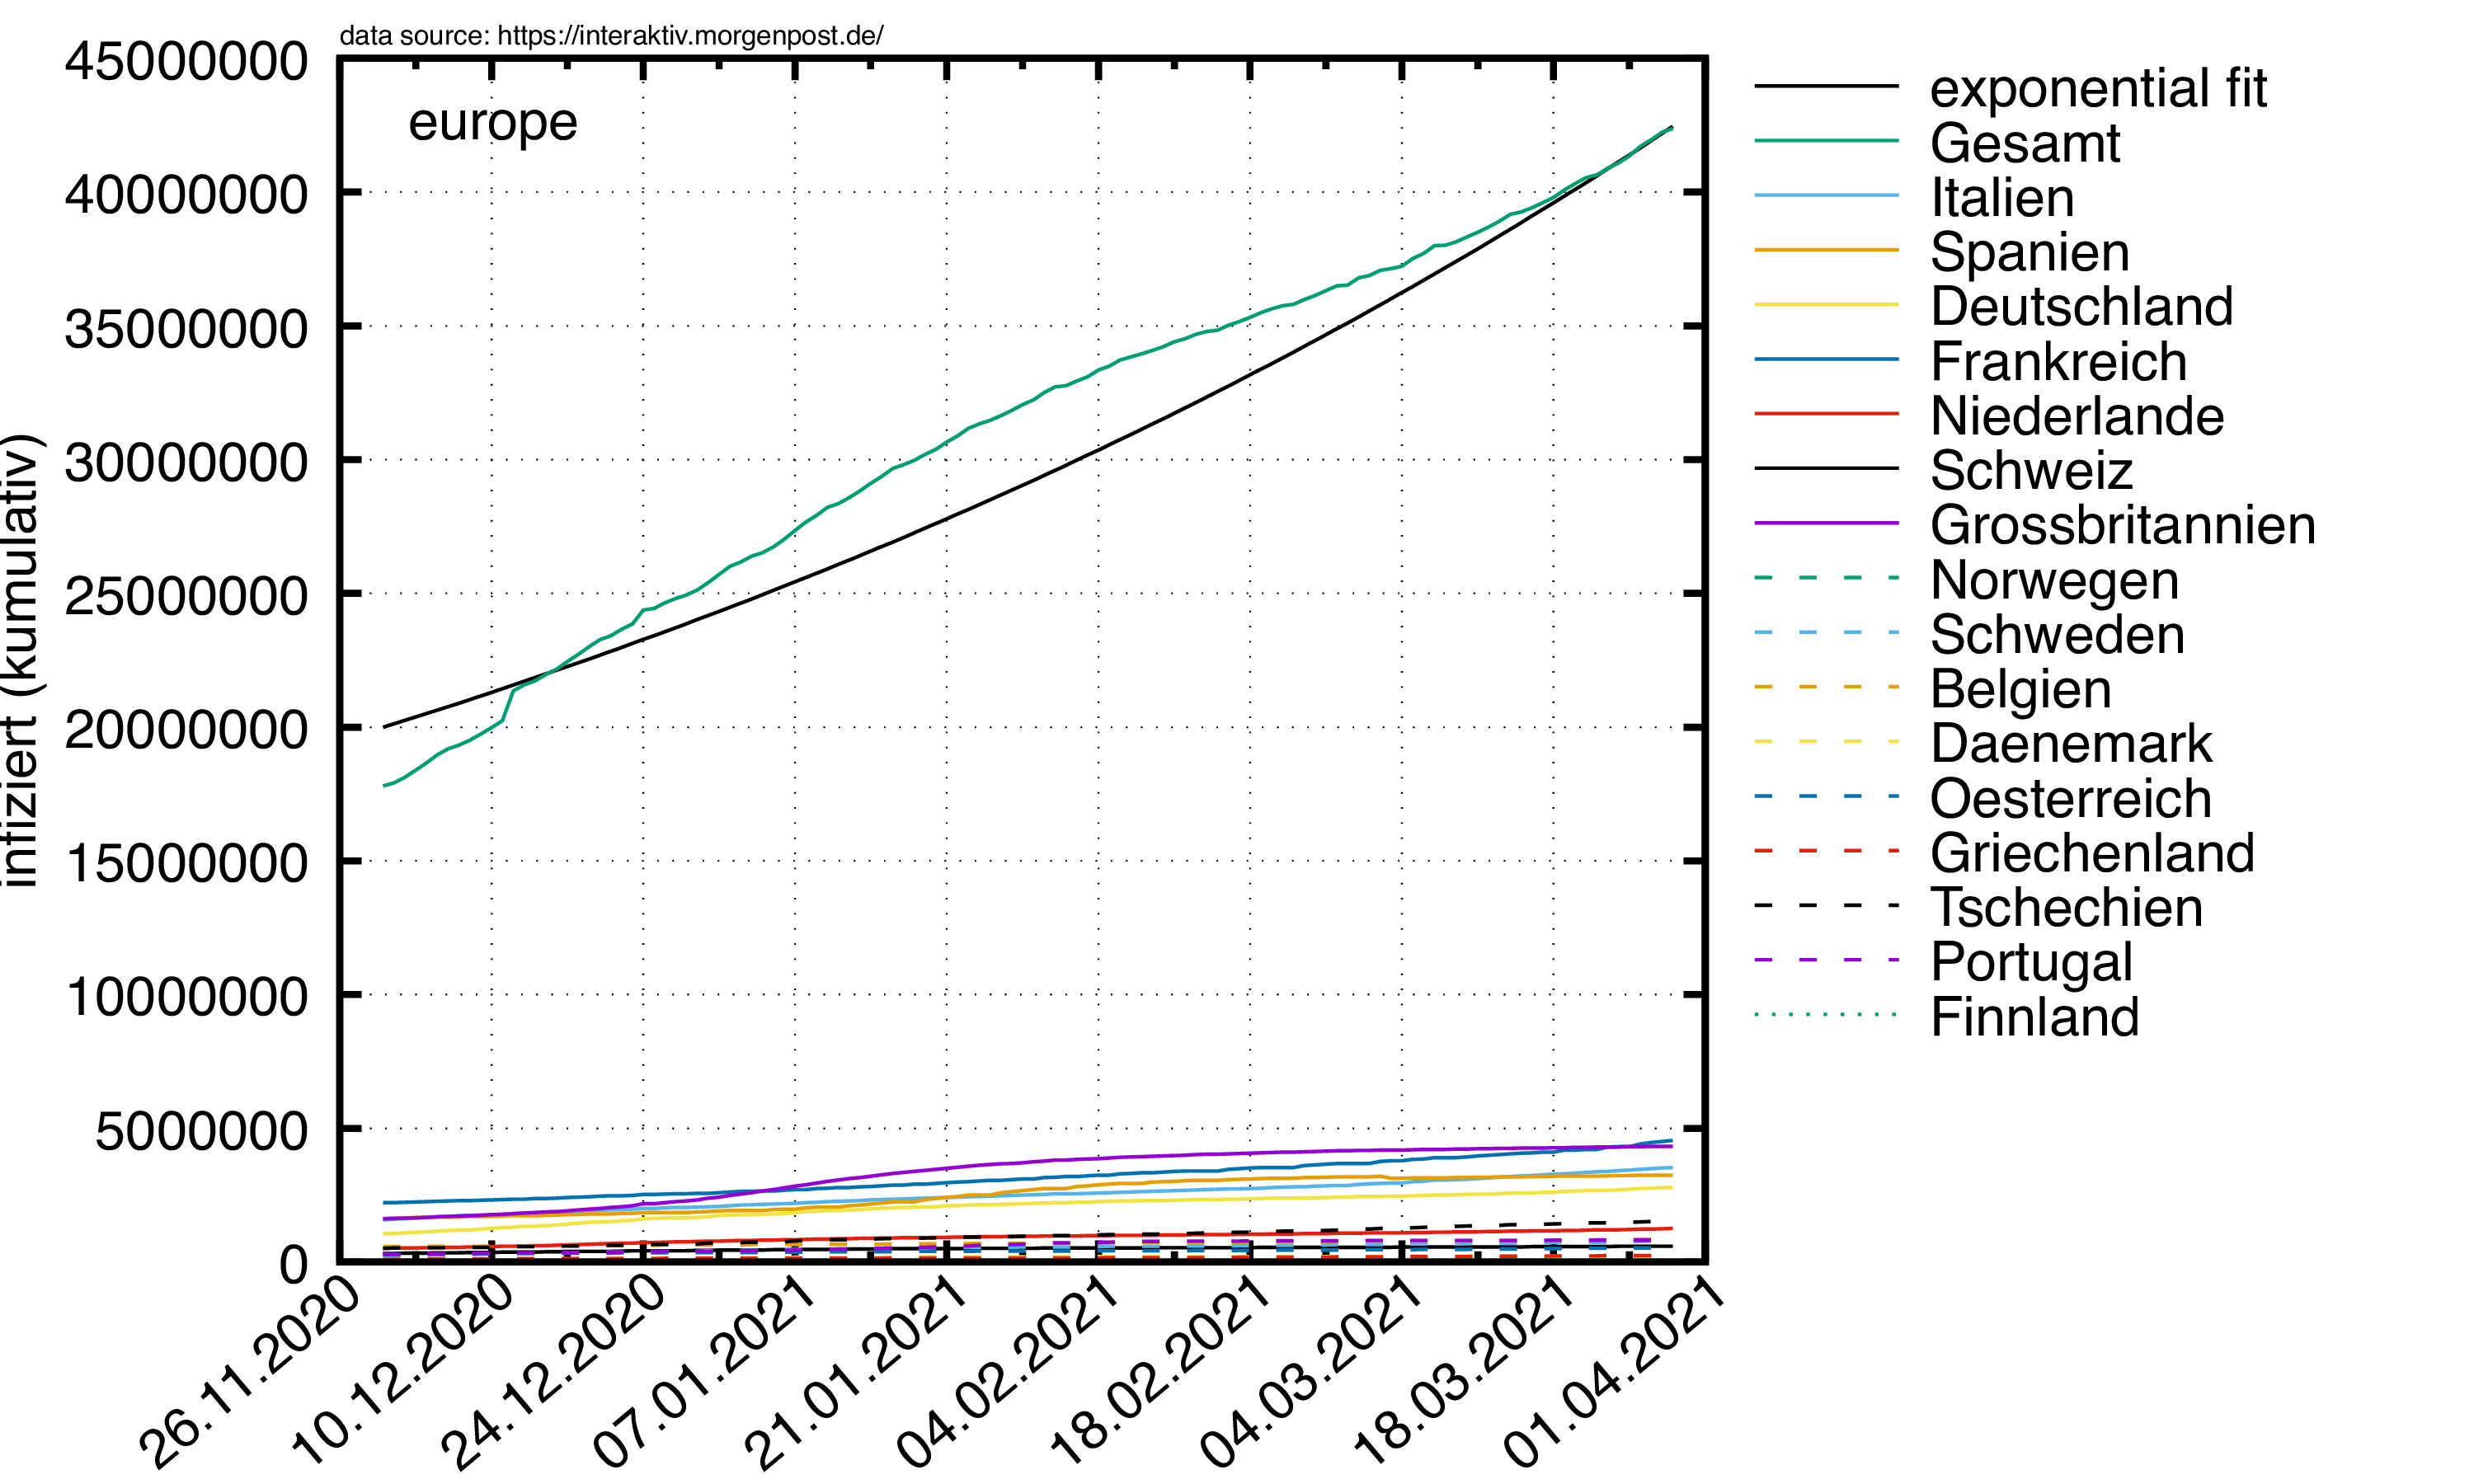 data source: https://interaktiv.morgenpost.de/
europe
infiziert (kumulativ)
45000000
40000000
35000000
30000000
25000000
20000000
15000000
10000000
5000000
0
26.11.2020
10.12.2020
24.12.2020
07.01.2021
21.01.2021
04.02.2021
18.02.2021
04.03.2021
18.03.2021
01.04.2021
exponential fit
Gesamt
Italien
Spanien
Deutschland
Frankreich
Niederlande
Schweiz
Grossbritannien
Norwegen
Schweden
Belgien
Daenemark
Oesterreich
Griechenland
Tschechien
Portugal
Finnland